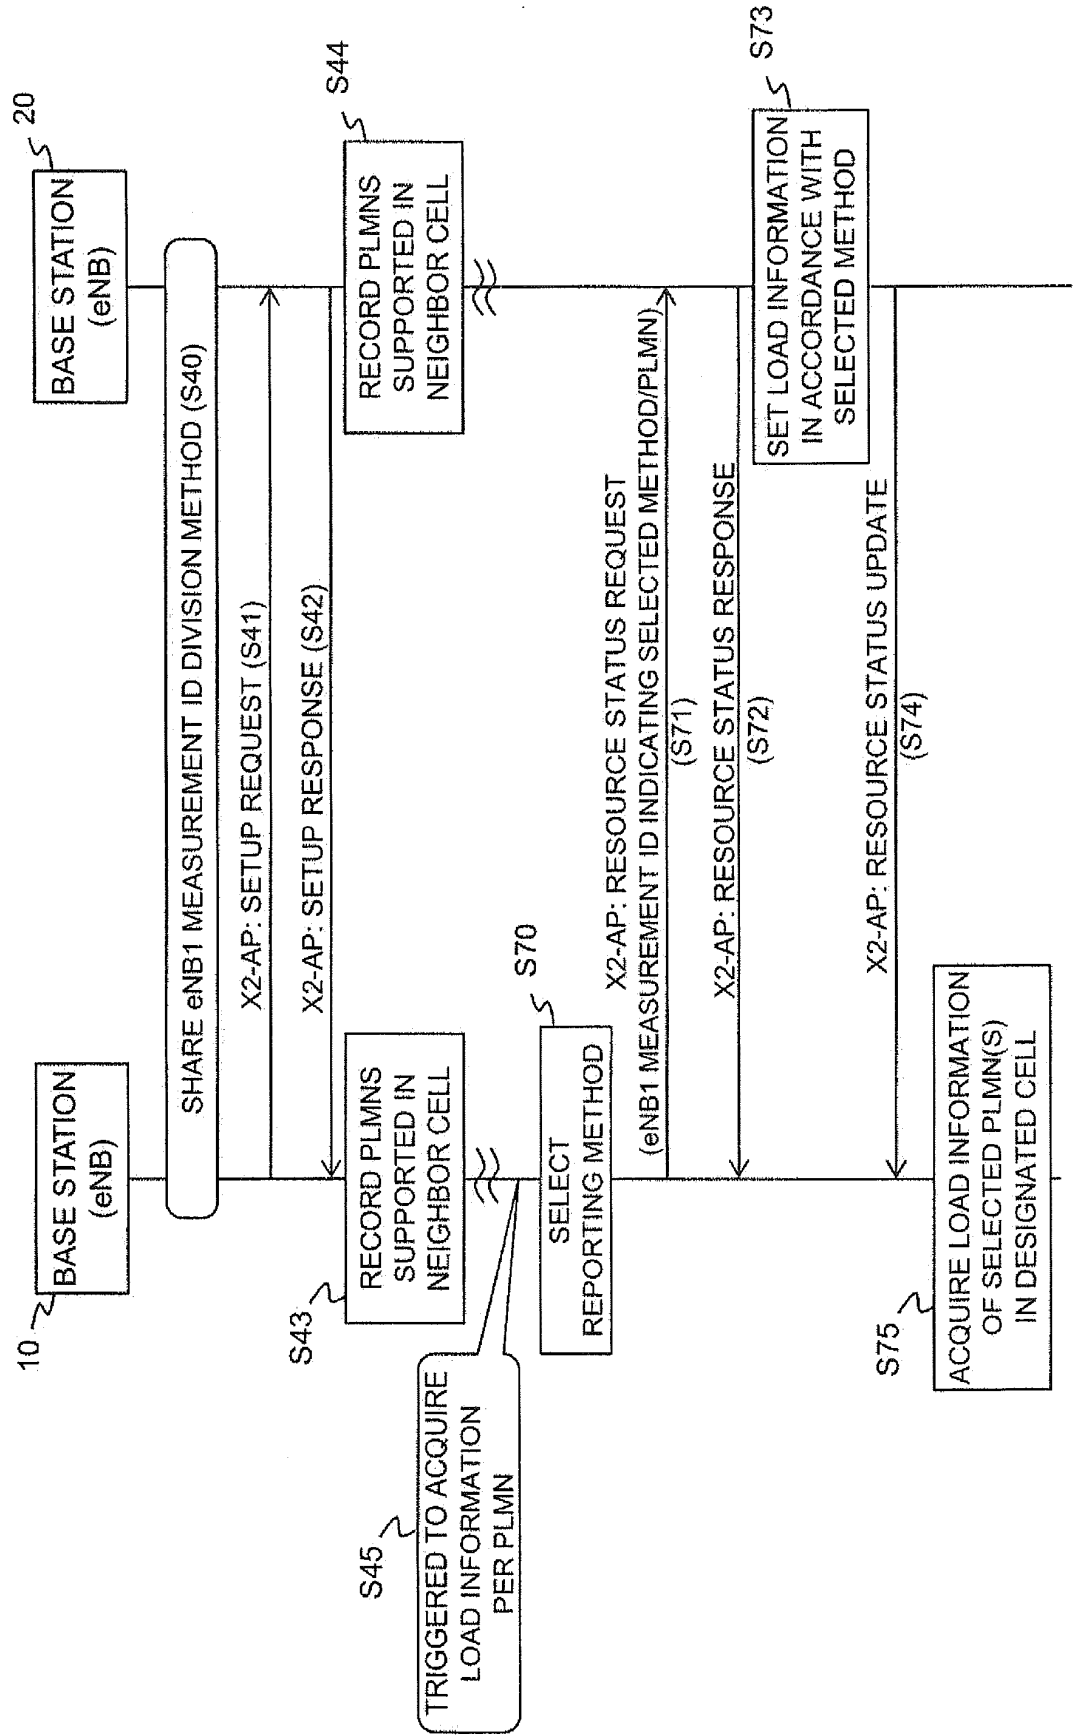 10
BASE STATION
(eNB)
20
BASE STATION
(eNB)
SHARE eNB1 MEASUREMENT ID DIVISION METHOD (S40)
X2-AP: SETUP REQUEST (S41)
X2-AP: SETUP RESPONSE (S42)
S43
RECORD PLMNS
SUPPORTED IN
NEIGHBOR CELL
S44
RECORD PLMNS
SUPPORTED IN
NEIGHBOR CELL
S45
TRIGGERED TO ACQUIRE
LOAD INFORMATION
PER PLMN
S70
SELECT
REPORTING METHOD
X2-AP: RESOURCE STATUS REQUEST
(eNB1 MEASUREMENT ID INDICATING SELECTED METHOD/PLMN)
(S71)
X2-AP: RESOURCE STATUS RESPONSE
(S72)
S73
SET LOAD INFORMATION
IN ACCORDANCE WITH
SELECTED METHOD
X2-AP: RESOURCE STATUS UPDATE
(S74)
S75
ACQUIRE LOAD INFORMATION
OF SELECTED PLMN(S)
IN DESIGNATED CELL